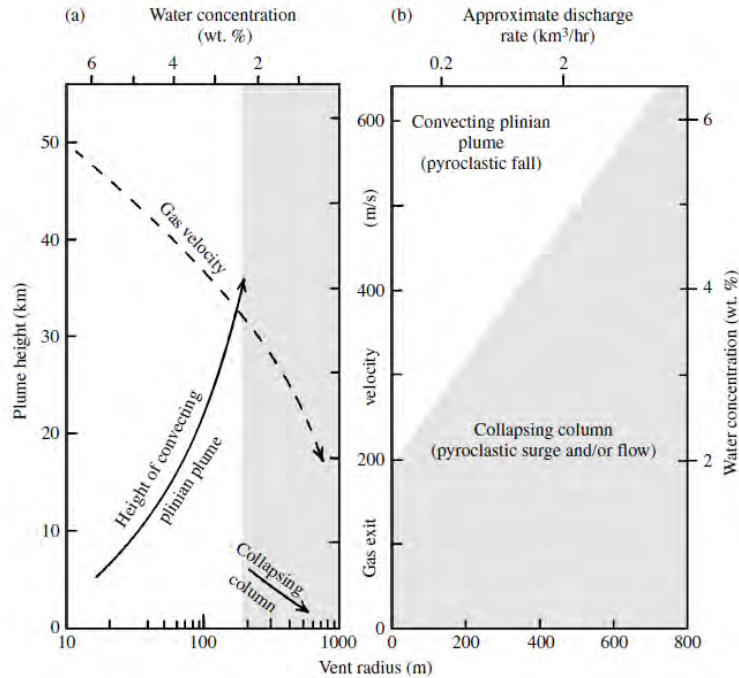 (a)
Water concentration
(wt. %)
6
4
3
2
1
50
40
30
20
10
0
Plume height (km)
Gas velocity
Height of convecting
plinian plume
Collapsing
column
10
100
1000
(b)
Approximate discharge
rate (km³/hr)
0.2
2
600
400
200
0
Gas exit velocity (m/s)
Convecting plinian
plume
(pyroclastic fall)
Collapsing column
(pyroclastic surge and/or flow)
6
4
2
Water concentration (wt. %)
0
200
400
600
800
Vent radius (m)